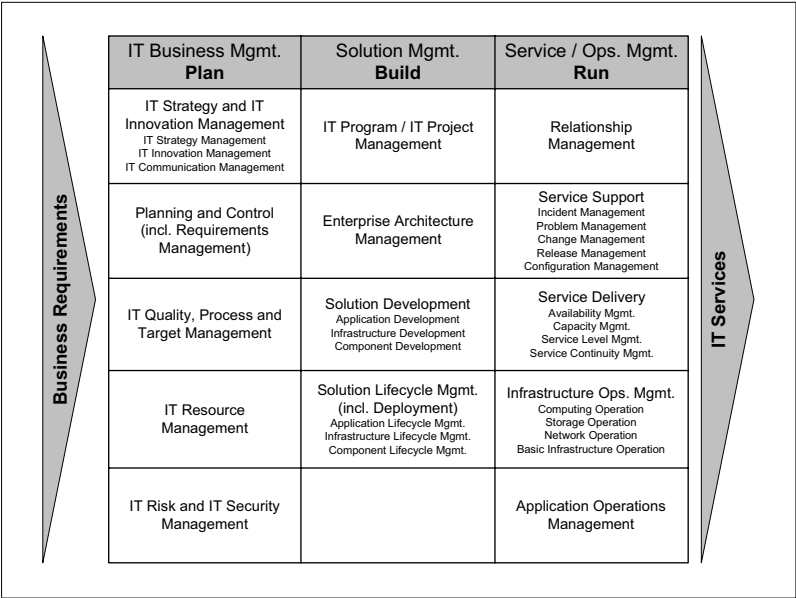 Business Requirements
IT Business Mgmt.
Plan
Solution Mgmt.
Build
Service / Ops. Mgmt.
Run
IT Strategy and IT
Innovation Management
IT Strategy Management
IT Innovation Management
IT Communication Management
IT Program / IT Project
Management
Relationship
Management
Planning and Control
(incl. Requirements
Management)
Enterprise Architecture
Management
Service Support
Incident Management
Problem Management
Change Management
Release Management
Configuration Management
IT Quality, Process and
Target Management
Solution Development
Application Development
Infrastructure Development
Component Development
Service Delivery
Availability Mgmt.
Capacity Mgmt.
Service Level Mgmt.
Service Continuity Mgmt.
IT Resource
Management
Solution Lifecycle Mgmt.
(incl. Deployment)
Application Lifecycle Mgmt.
Infrastructure Lifecycle Mgmt.
Component Lifecycle Mgmt.
Infrastructure Ops. Mgmt.
Computing Operation
Storage Operation
Network Operation
Basic Infrastructure Operation
IT Risk and IT Security
Management
Application Operations
Management
IT Services